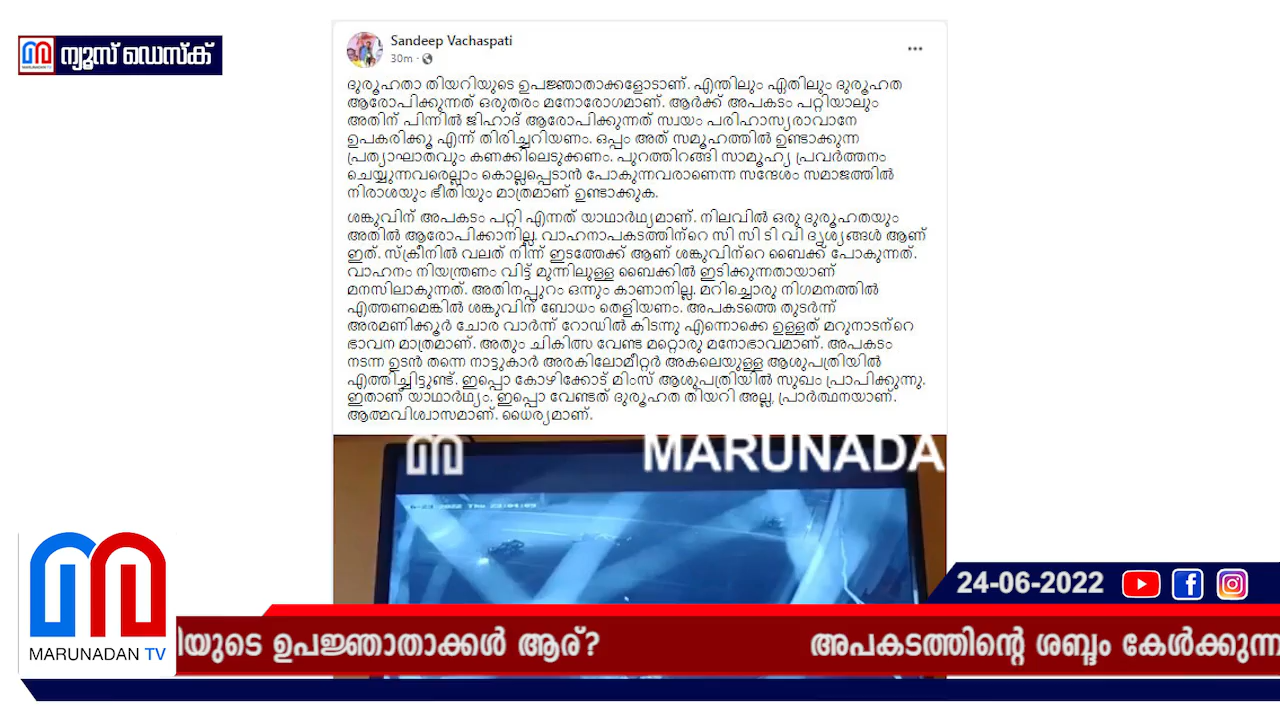 MARUNADAN TV
ന്യൂസ് ഡെസ്ക്
Sandeep Vachaspati
30m
ദുരൂഹതാ തിയറിയുടെ ഉപജ്ഞാതാക്കളോടാണ്. എന്തിലും ഏതിലും ദുരൂഹത
ആരോപിക്കുന്നത് ഒരുതരം മനോരോഗമാണ്. ആർക്ക് അപകടം പറ്റിയാലും
അതിന് പിന്നിൽ ജിഹാദ് ആരോപിക്കുന്നത് സ്വയം പരിഹാസ്യരാവാനേ
ഉപകരിക്കൂ എന്ന് തിരിച്ചറിയണം. ഒപ്പം അത് സമൂഹത്തിൽ ഉണ്ടാക്കുന്ന
പ്രത്യാഘാതവും കണക്കിലെടുക്കണം. പുറത്തിറങ്ങി സാമൂഹ്യ പ്രവർത്തനം
ചെയ്യുന്നവരെല്ലാം കൊല്ലപ്പെടാൻ പോകുന്നവരാണെന്ന സന്ദേശം സമാജത്തിൽ
നിരാശയും ഭീതിയും മാത്രമാണ് ഉണ്ടാക്കുക.
ശങ്കുവിന് അപകടം പറ്റി എന്നത് യാഥാർഥ്യമാണ്. നിലവിൽ ഒരു ദുരൂഹതയും
അതിൽ ആരോപിക്കാനില്ല. വാഹനാപകടത്തിന്റെ സി സി ടി വി ദൃശ്യങ്ങൾ ആണ്
ഇത്. സ്ക്രീനിൽ വലത് നിന്ന് ഇടത്തേക്ക് ആണ് ശങ്കുവിന്റെ ബൈക്ക് പോകുന്നത്.
വാഹനം നിയന്ത്രണം വിട്ട് മുന്നിലുള്ള ബൈക്കിൽ ഇടിക്കുന്നതായാണ്
മനസിലാകുന്നത്. അതിനപ്പുറം ഒന്നും കാണാനില്ല. മറിച്ചൊരു നിഗമനത്തിൽ
എത്തണമെങ്കിൽ ശങ്കുവിന് ബോധം തെളിയണം. അപകടത്തെ തുടർന്ന്
അരമണിക്കൂർ ചോര വാർന്ന് റോഡിൽ കിടന്നു എന്നൊക്കെ ഉള്ളത് മറുനാടന്റെ
ഭാവന മാത്രമാണ്. അതും ചികിത്സ വേണ്ട മറ്റൊരു മനോഭാവമാണ്. അപകടം
നടന്ന ഉടൻ തന്നെ നാട്ടുകാർ അരകിലോമീറ്റർ അകലെയുള്ള ആശുപത്രിയിൽ
എത്തിച്ചിട്ടുണ്ട്. ഇപ്പൊ കോഴിക്കോട് മിംസ് ആശുപത്രിയിൽ സുഖം പ്രാപിക്കുന്നു.
ഇതാണ് യാഥാർഥ്യം. ഇപ്പൊ വേണ്ടത് ദുരൂഹത തിയറി അല്ല, പ്രാർത്ഥനയാണ്.
ആത്മവിശ്വാസമാണ്. ധൈര്യമാണ്.
MARUNADA
24-06-2022
MARUNADAN TV
ിയുടെ ഉപജ്ഞാതാക്കൾ ആര്?
അപകടത്തിന്റെ ശബ്ദം കേൾക്കുന്ന